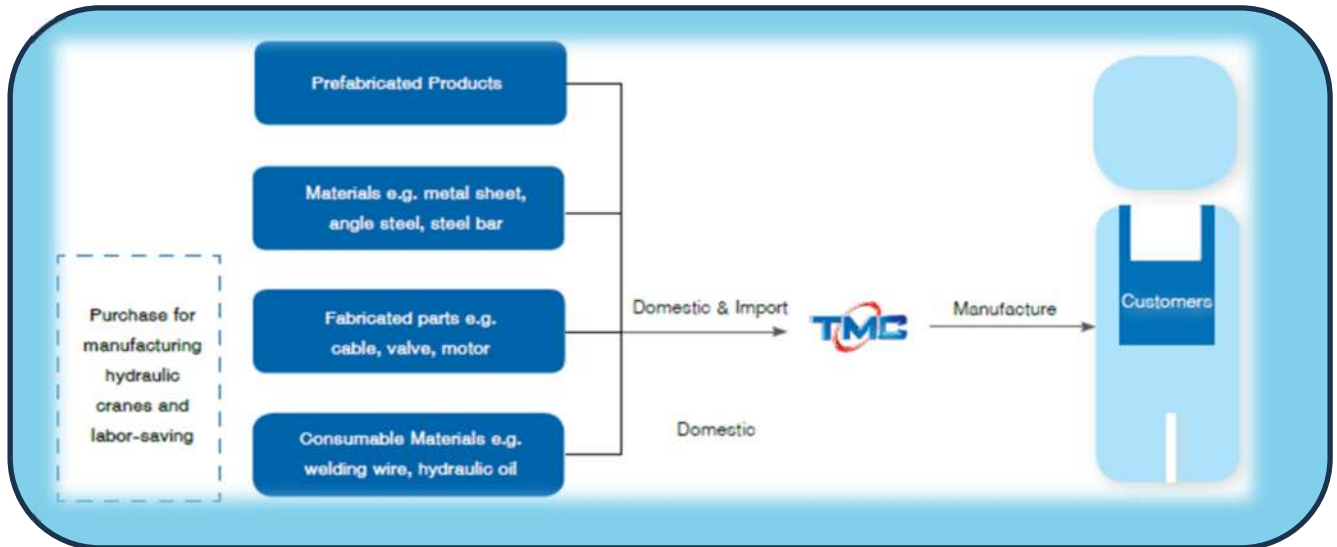 Prefabricated Products
Materials e.g. metal sheet,
angle steel, steel bar
Purchase for
manufacturing
hydraulic
cranes and
labor-saving
Fabricated parts e.g.
cable, valve, motor
Consumable Materials e.g.
welding wire, hydraulic oil
Domestic & Import
Domestic
TMC
Manufacture
Customers